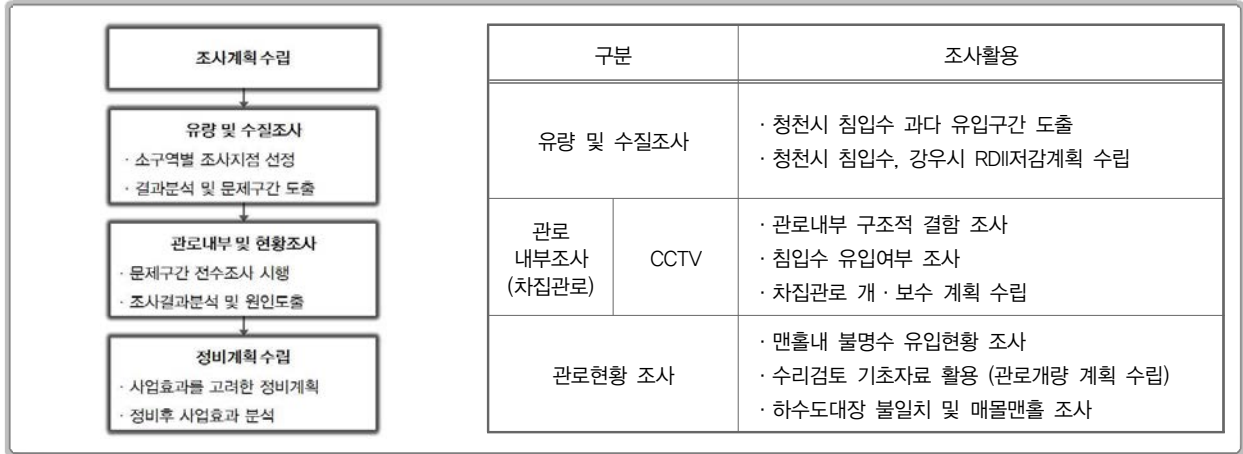 조사계획 수립
유량 및 수질조사
· 소구역별 조사지점 선정
· 결과분석 및 문제구간 도출
관로내부 및 현황조사
· 문제구간 전수조사 시행
· 조사결과분석 및 원인도출
정비계획 수립
· 사업효과를 고려한 정비계획
· 정비후 사업효과 분석
구분 조사활용
유량 및 수질조사
· 청천시 침입수 과다 유입구간 도출
· 청천시 침입수, 강우시 RDII저감계획 수립
관로
내부조사
(차집관로)
CCTV
· 관로내부 구조적 결함 조사
· 침입수 유입여부 조사
· 차집관로 개 · 보수 계획 수립
관로현황 조사
· 맨홀내 불명수 유입현황 조사
· 수리검토 기초자료 활용 (관로개량 계획 수립)
· 하수도대장 불일치 및 매몰맨홀 조사